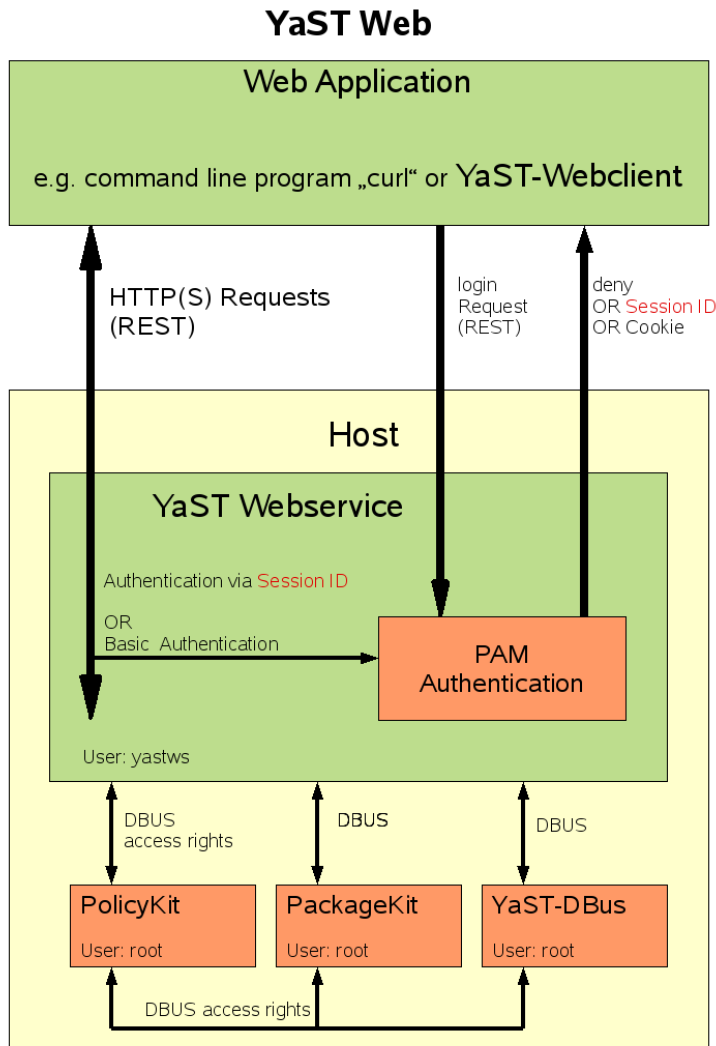 YaST Web
Web Application
e.g. command line program „curl" or YaST-Webclient
HTTP(S) Requests
(REST)
login
Request
(REST)
deny
OR Session ID
OR Cookie
Host
YaST Webservice
Authentication via Session ID
OR
Basic Authentication
PAM
Authentication
User: yastws
DBUS
access rights
DBUS
DBUS
PolicyKit
User: root
PackageKit
User: root
YaST-DBus
User: root
DBUS access rights